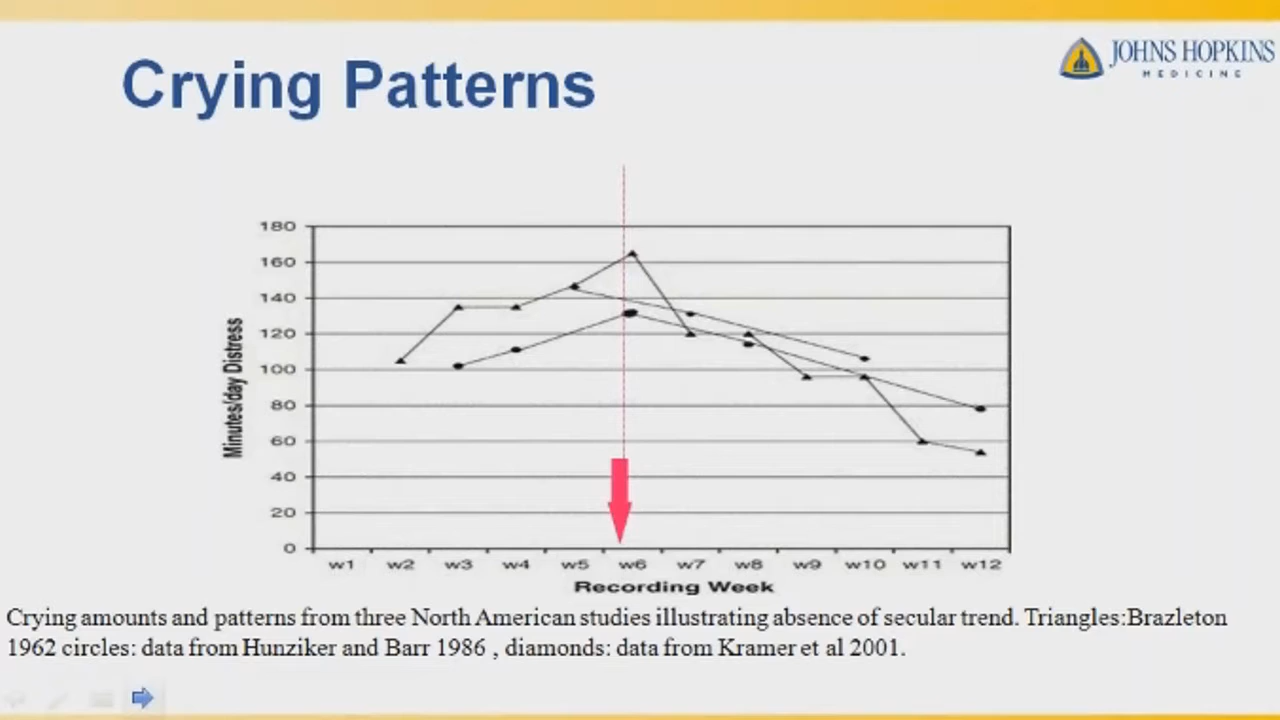 Crying Patterns
JOHNS HOPKINS
MEDICINE
180
160
140
120
100
80
60
40
20
0
Minutes/day Distress
w1 w2 w3 w4 w5 w6 w7 w8 w9 w10 w11 w12
Recording Week
Crying amounts and patterns from three North American studies illustrating absence of secular trend. Triangles:Brazleton
1962 circles: data from Hunziker and Barr 1986 , diamonds: data from Kramer et al 2001.